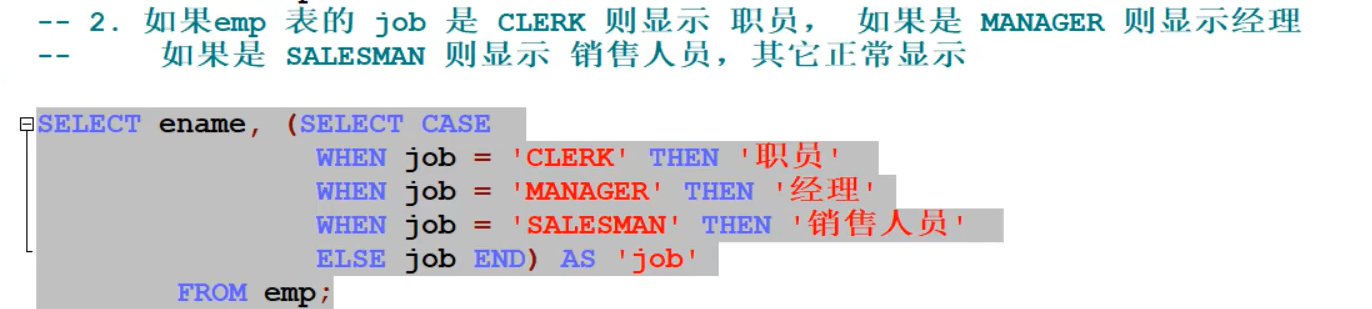 -- 2. 如果emp 表的 job 是 CLERK 则显示 职员， 如果是 MANAGER 则显示经理
--     如果是 SALESMAN 则显示 销售人员，其它正常显示
SELECT ename, (SELECT CASE
WHEN job = 'CLERK' THEN '职员'
WHEN job = 'MANAGER' THEN '经理'
WHEN job = 'SALESMAN' THEN '销售人员'
ELSE job END) AS 'job'
FROM emp;